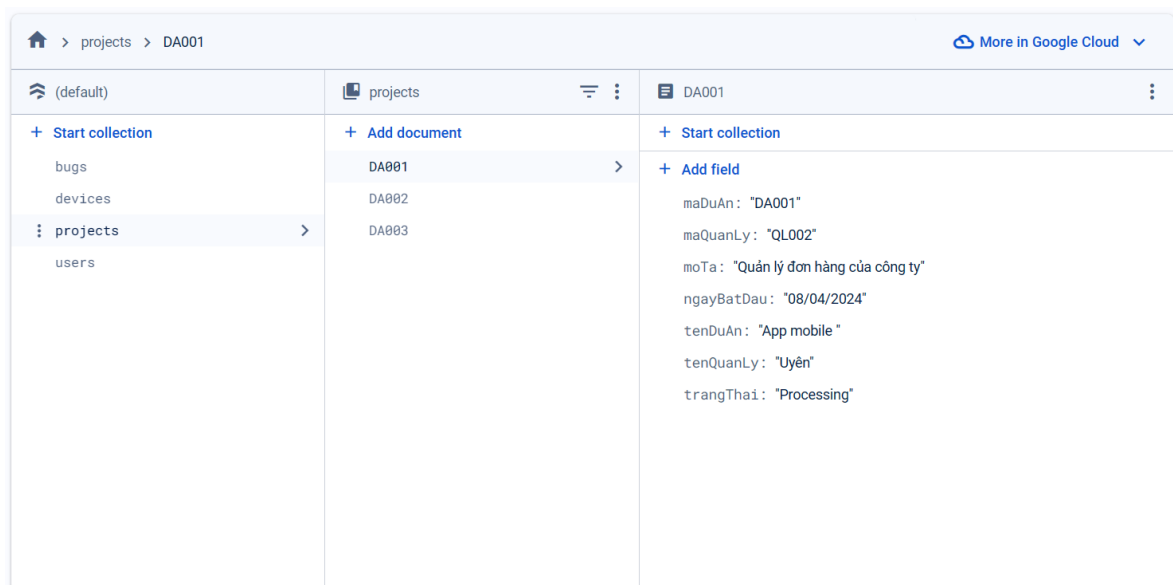 projects > DA001
More in Google Cloud
(default)
projects
DA001
+ Start collection
+ Add document
+ Start collection
bugs
devices
projects
users
DA001
DA002
DA003
+ Add field
maDuAn: "DA001"
maQuanLy: "QL002"
moTa: "Quản lý đơn hàng của công ty"
ngayBatDau: "08/04/2024"
tenDuAn: "App mobile "
tenQuanLy: "Uyên"
trangThai: "Processing"